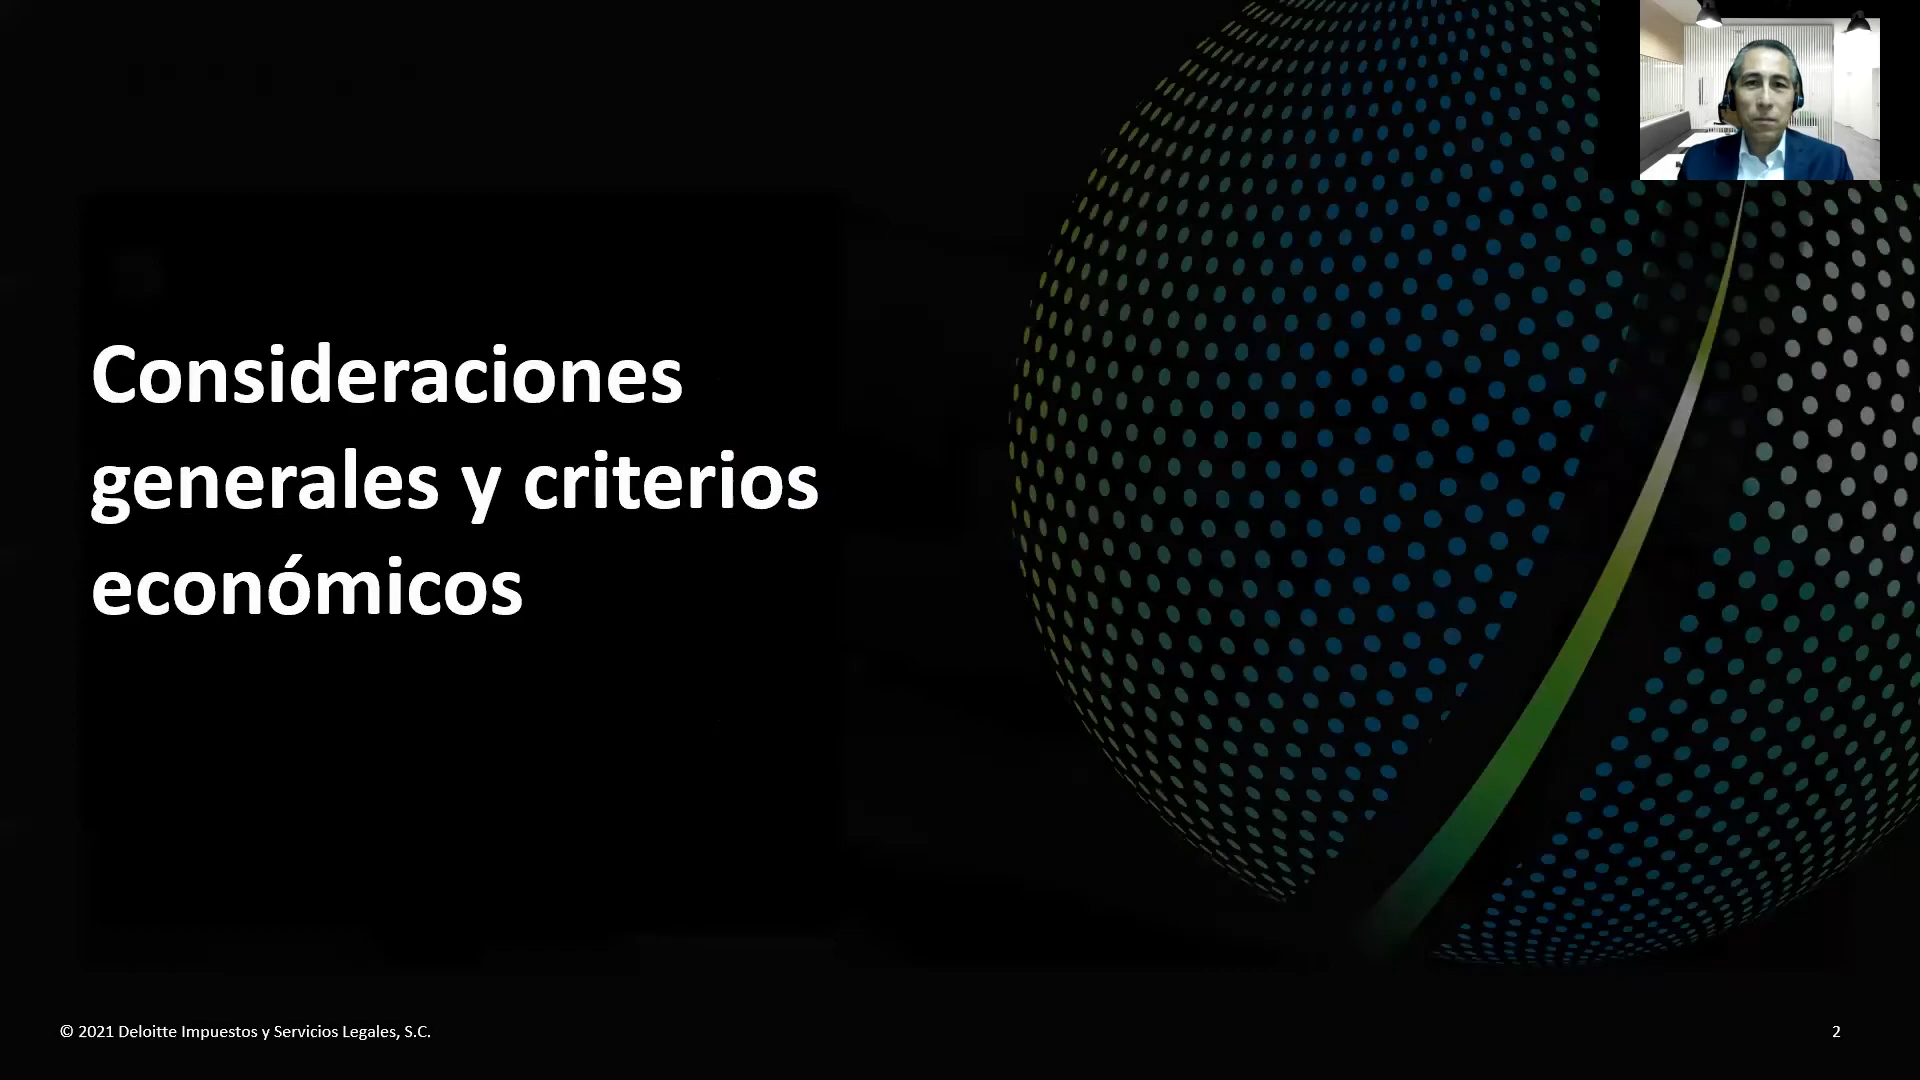 Consideraciones
generales y criterios
económicos
© 2021 Deloitte Impuestos y Servicios Legales, S.C.
2